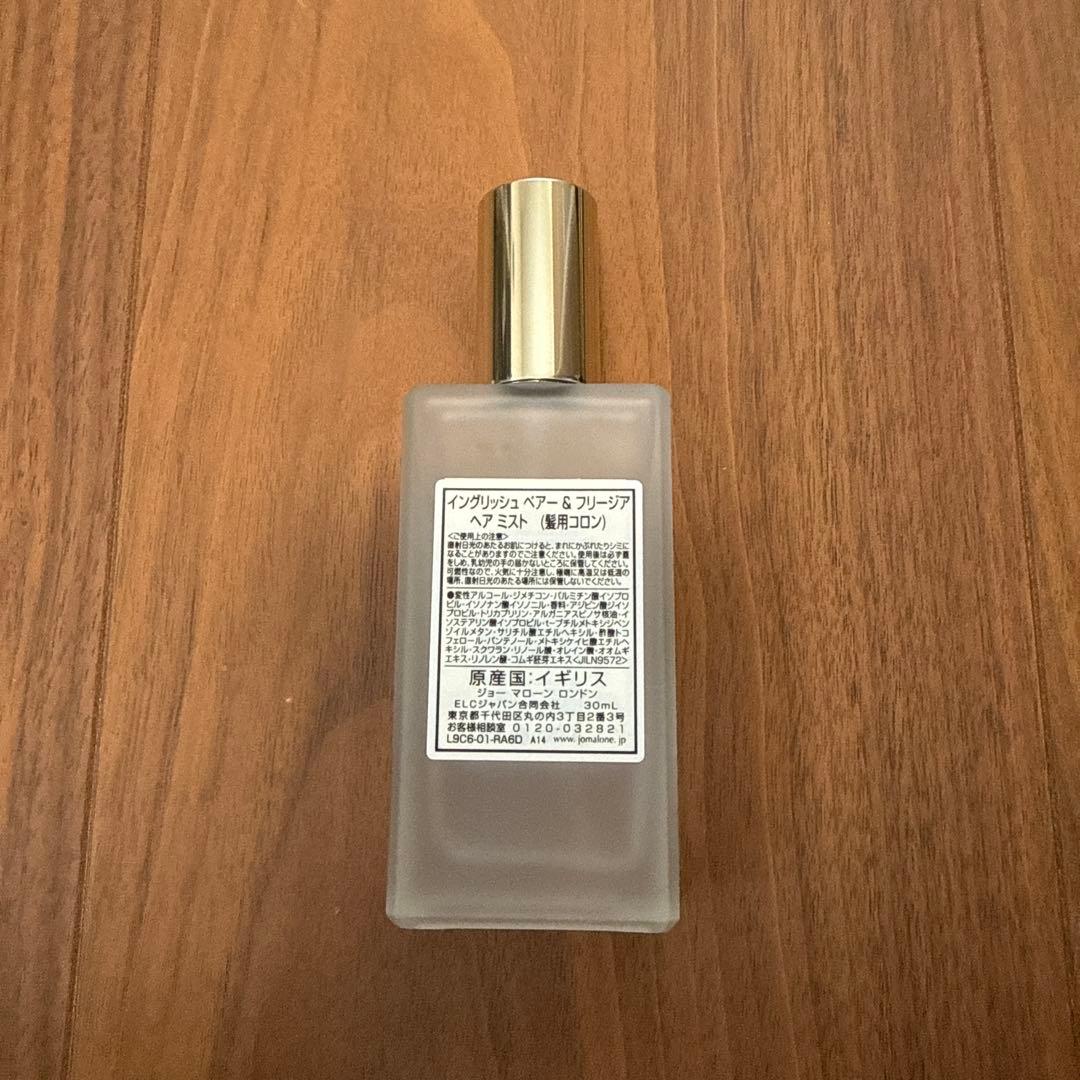 イングリッシュ ペアー & フリージア
ヘア ミスト (髪用コロン)
<ご使用上の注意>
直射日光のあたるお肌につけると、まれにかぶれたりシミに
なることがありますのでご注意ください。使用後は必ず蓋
をしめ、乳幼児の手の届かないところに保管してください。
可燃性なので、火気に十分注意し、極端に高温又は低温の
場所、直射日光のあたる場所には保管しないでください。
●変性アルコール・ジメチコン・パルミチン酸イソプロ
ピル・イソノナン酸イソノニル・香料・アジピン酸ジイソ
プロピル・トリカプリリン・アルガニアスピノサ核油・イ
ソステアリン酸イソプロピル・t-ブチルメトキシジベン
ゾイルメタン・サリチル酸エチルヘキシル・酢酸トコ
フェロール・パンテノール・メトキシケイヒ酸エチルヘ
キシル・スクワラン・リノール酸・オレイン酸・オオムギ
エキス・リノレン酸・コムギ胚芽エキス<JILN9572>
原産国:イギリス
ジョー マローン ロンドン
ELCジャパン合同会社 30mL
東京都千代田区丸の内3丁目2番3号
お客様相談室 0120-032821
L9C6-01-RA6D A14 www.jomalone.jp